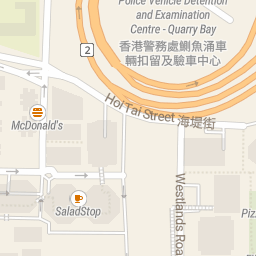 Police Vehicle Detention
and Examination
Centre - Quarry Bay
香港警務處鰂魚涌車
輛扣留及驗車中心
2
Hoi Tai Street 海堤街
McDonald's
Westlands Road
SaladStop